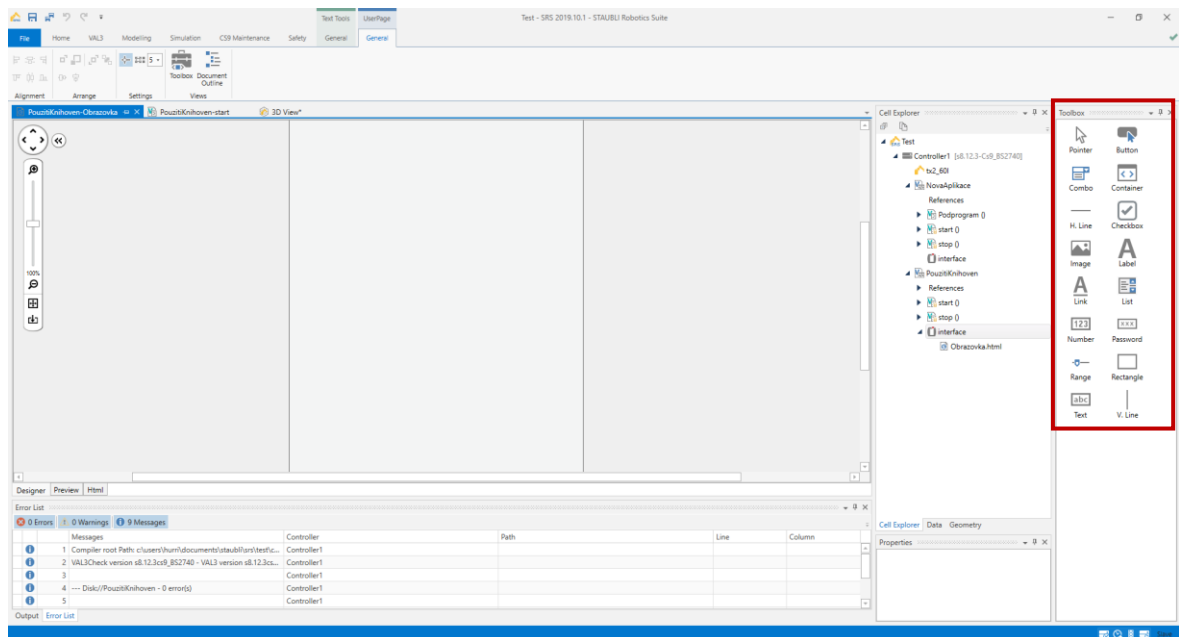 Text Tools UserPage Test - SRS 2019.10.1 - STAUBLI Robotics Suite
File Home VAL3 Modeling Simulation CS9 Maintenance Safety General General
5
Toolbox Document Outline
Alignment Arrange Settings Views
PouzitiKnihoven-Obrazovka PouzitiKnihoven-start 3D View*
100%
Designer Preview Html
Error List
0 Errors 0 Warnings 9 Messages
Messages Controller Path Line Column
1 Compiler root Path: c:\users\hurri\documents\staubli\srs\test\c... Controller1
2 VAL3Check version s8.12.3cs9_BS2740 - VAL3 version s8.12.3cs... Controller1
3 Controller1
4 --- Disk://PouzitiKnihoven - 0 error(s) Controller1
5 Controller1
Output Error List
Cell Explorer
Test
Controller1 [s8.12.3-Cs9_BS2740]
tx2_60l
NovaAplikace
References
Podprogram ()
start ()
stop ()
interface
PouzitiKnihoven
References
start ()
stop ()
interface
Obrazovka.html
Cell Explorer Data Geometry
Properties
Toolbox
Pointer Button
Combo Container
H. Line Checkbox
Image Label
Link List
123 xxx
Number Password
Range Rectangle
abc
Text V. Line
Save